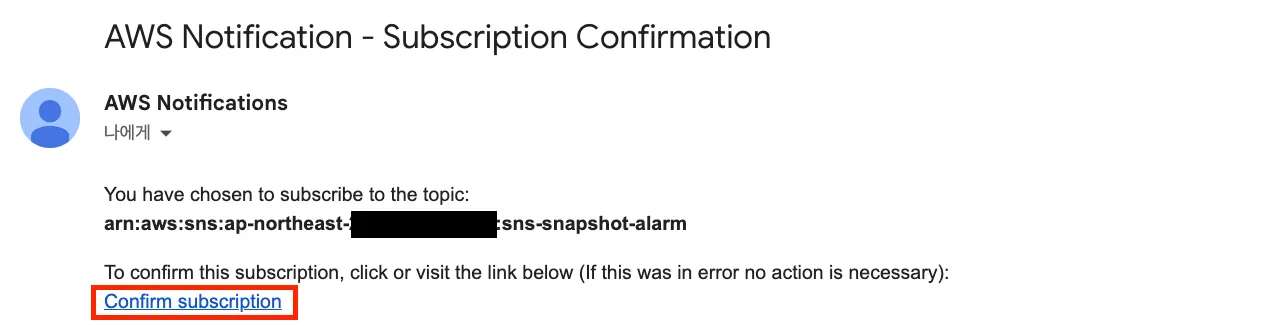 AWS Notification - Subscription Confirmation
AWS Notifications
나에게
You have chosen to subscribe to the topic:
arn:aws:sns:ap-northeast- :sns-snapshot-alarm
To confirm this subscription, click or visit the link below (If this was in error no action is necessary):
Confirm subscription